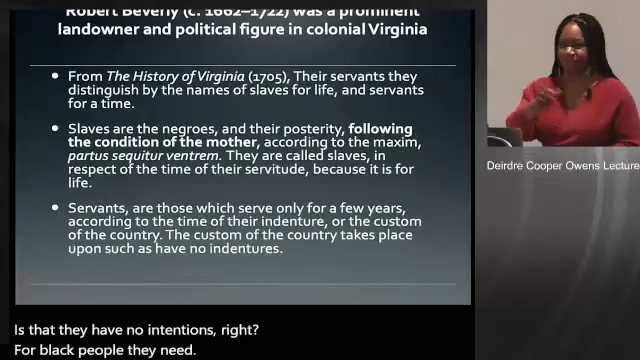 Robert Beverly (c. 1662–1722) was a prominent
landowner and political figure in colonial Virginia
• From The History of Virginia (1705), Their servants they
distinguish by the names of slaves for life, and servants
for a time.
• Slaves are the negroes, and their posterity, following
the condition of the mother, according to the maxim,
partus sequitur ventrem. They are called slaves, in
respect of the time of their servitude, because it is for
life.
• Servants, are those which serve only for a few years,
according to the time of their indenture, or the custom
of the country. The custom of the country takes place
upon such as have no indentures.
Deirdre Cooper Owens Lecture
Is that they have no intentions, right?
For black people they need.